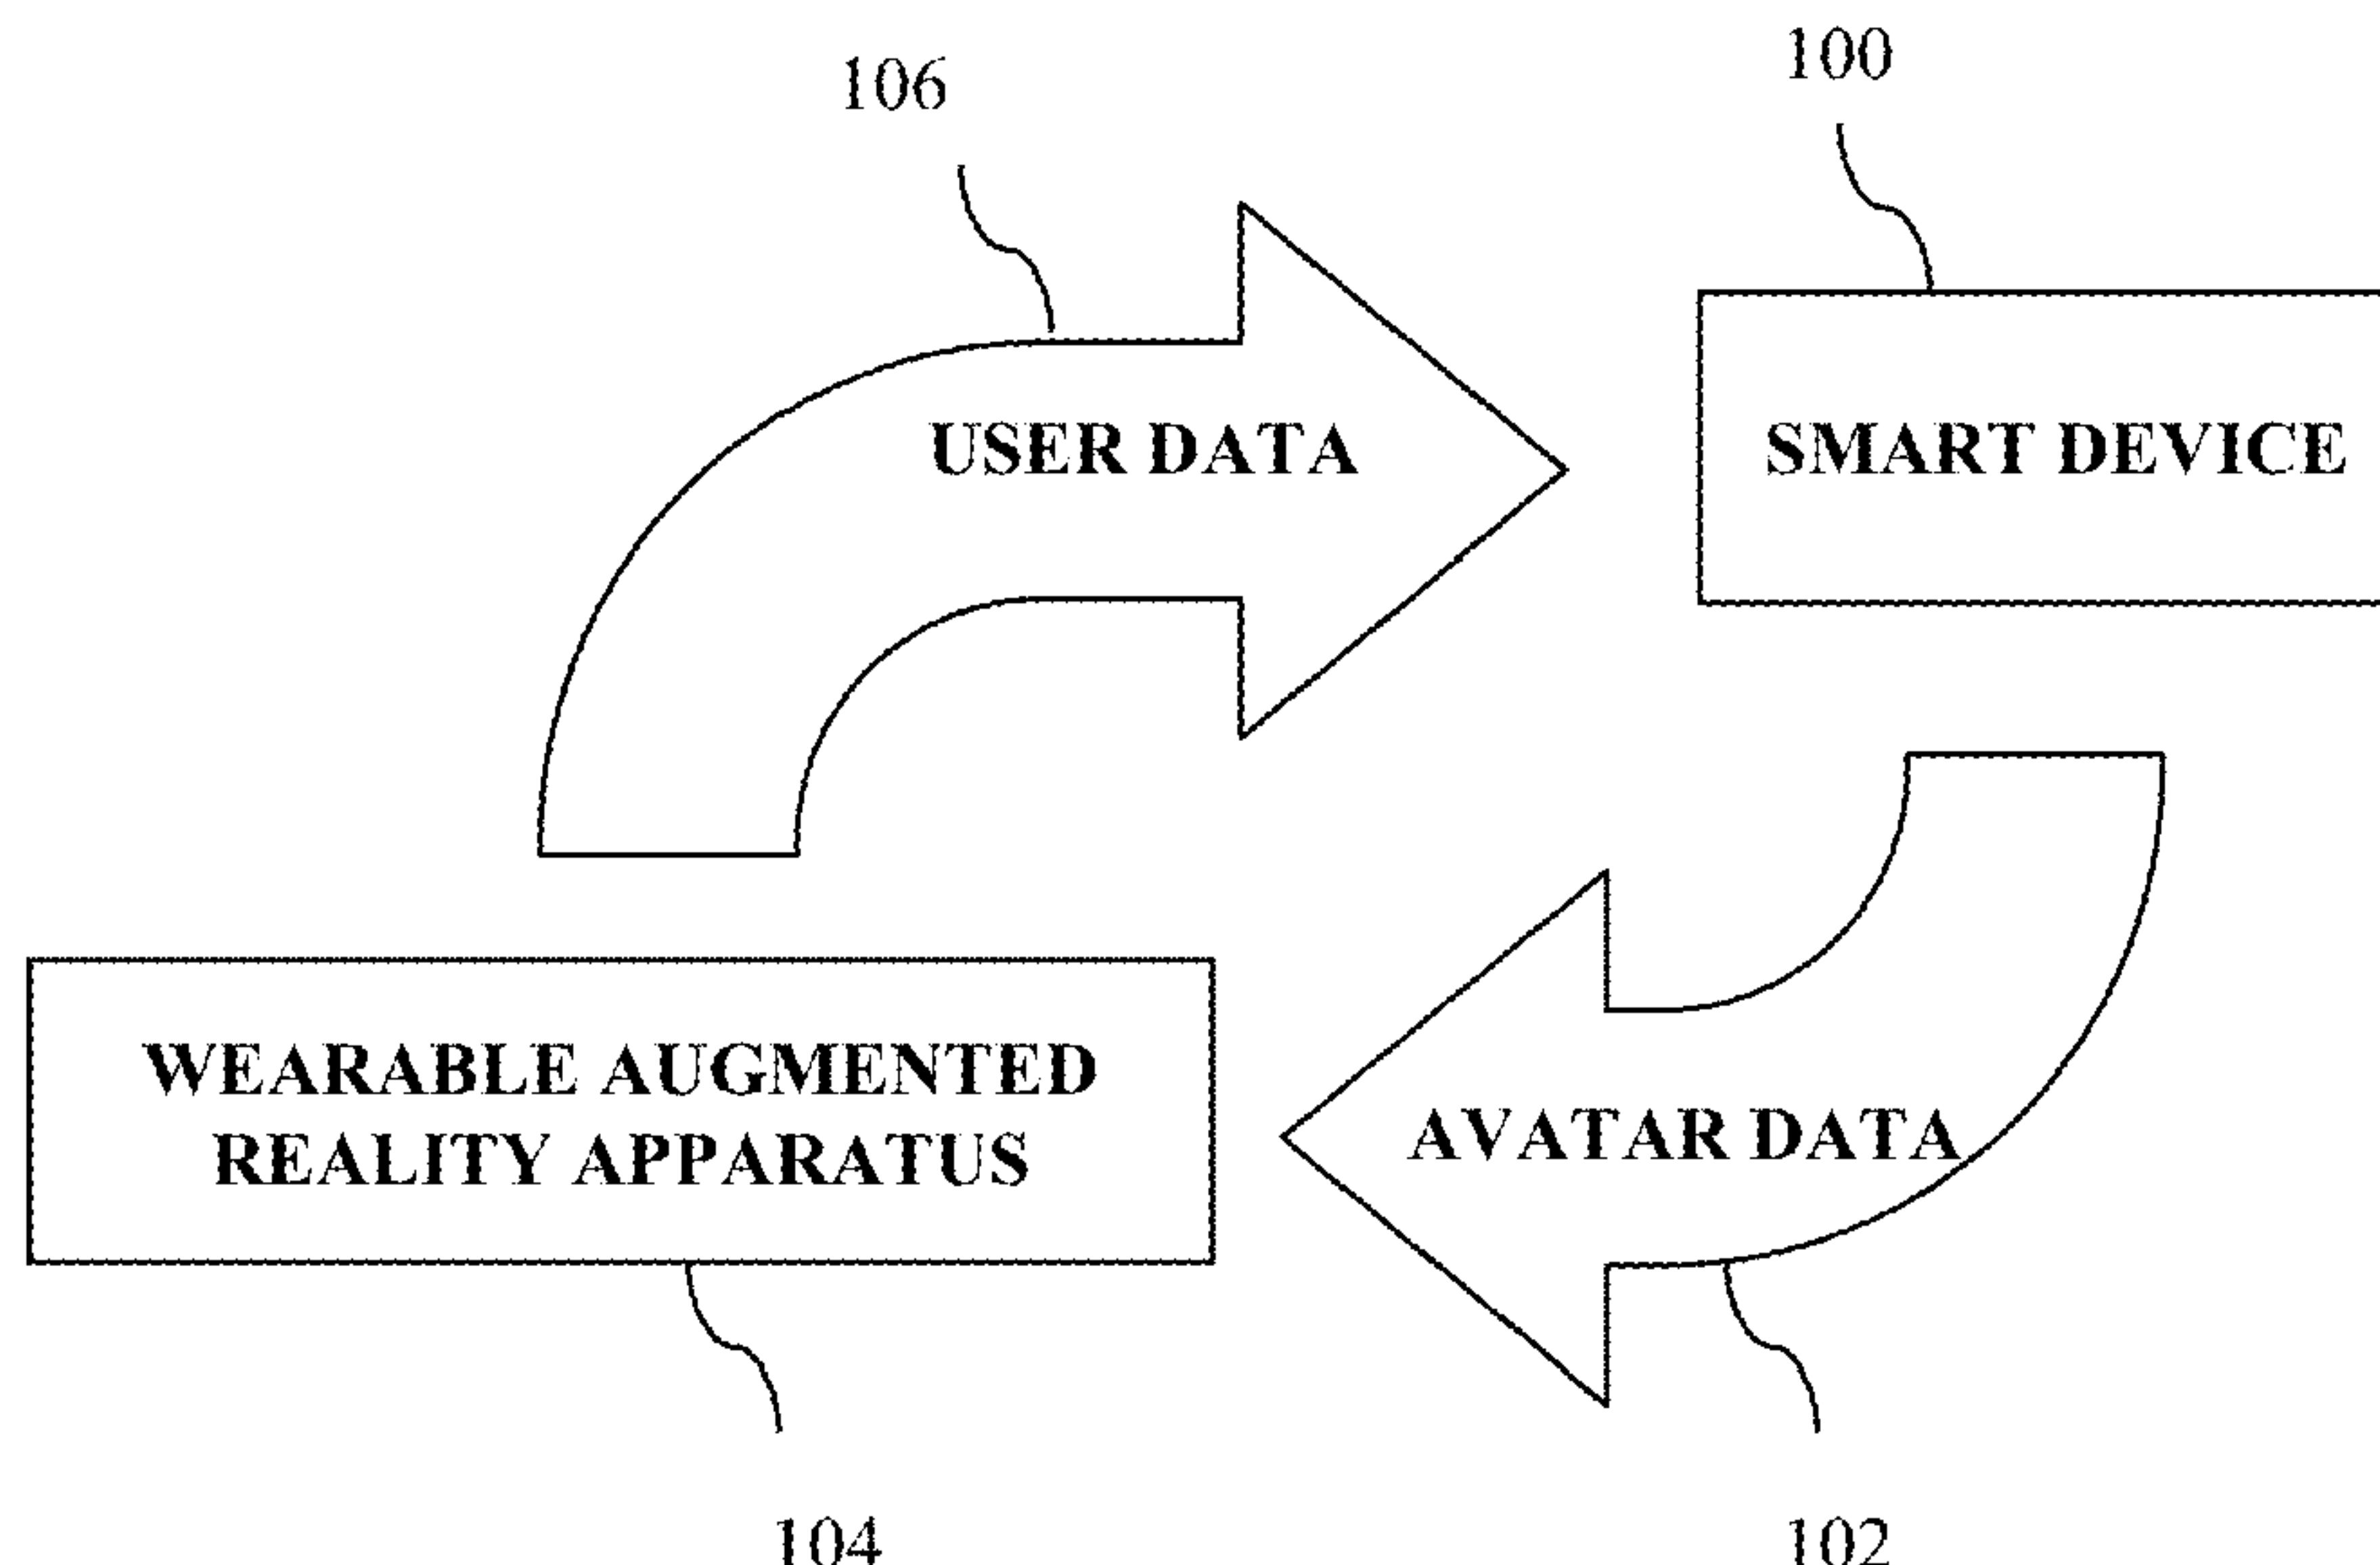 106
100
USER DATA
SMART DEVICE
WEARABLE AUGMENTED
REALITY APPARATUS
AVATAR DATA
104
102